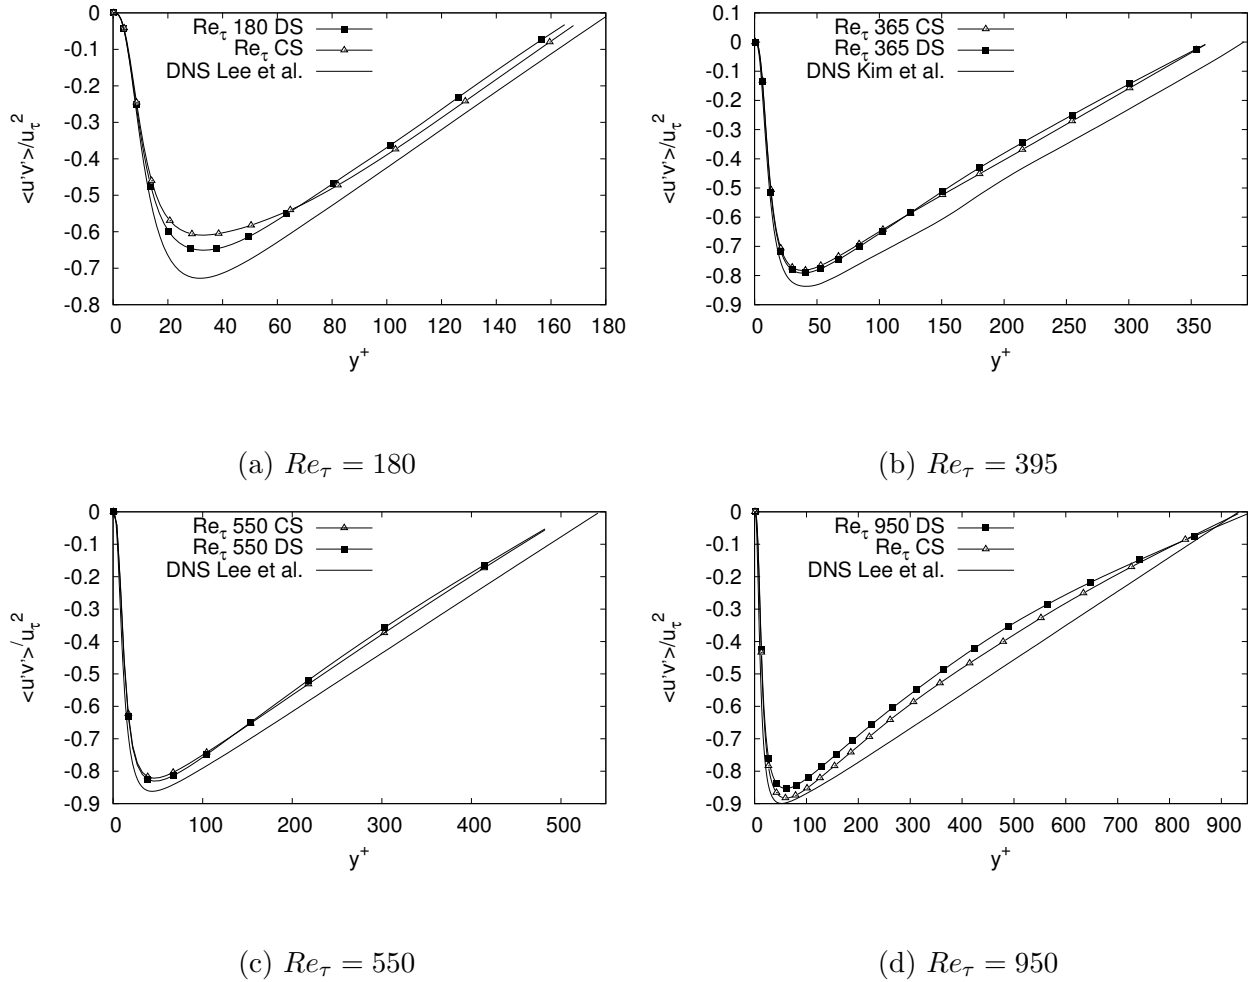 0
-0.1
-0.2
-0.3
-0.4
-0.5
-0.6
-0.7
-0.8
<u'v'>/u_τ^2
Re_τ 180 DS
Re_τ CS
DNS Lee et al.
0 20 40 60 80 100 120 140 160 180
y^+
(a) Re_τ = 180
0.1
0
-0.1
-0.2
-0.3
-0.4
-0.5
-0.6
-0.7
-0.8
-0.9
<u'v'>/u_τ^2
Re_τ 365 CS
Re_τ 365 DS
DNS Kim et al.
0 50 100 150 200 250 300 350
y^+
(b) Re_τ = 395
0
-0.1
-0.2
-0.3
-0.4
-0.5
-0.6
-0.7
-0.8
-0.9
<u'v'>/u_τ^2
Re_τ 550 CS
Re_τ 550 DS
DNS Lee et al.
0 100 200 300 400 500
y^+
(c) Re_τ = 550
0
-0.1
-0.2
-0.3
-0.4
-0.5
-0.6
-0.7
-0.8
-0.9
<u'v'>/u_τ^2
Re_τ 950 DS
Re_τ CS
DNS Lee et al.
0 100 200 300 400 500 600 700 800 900
y^+
(d) Re_τ = 950